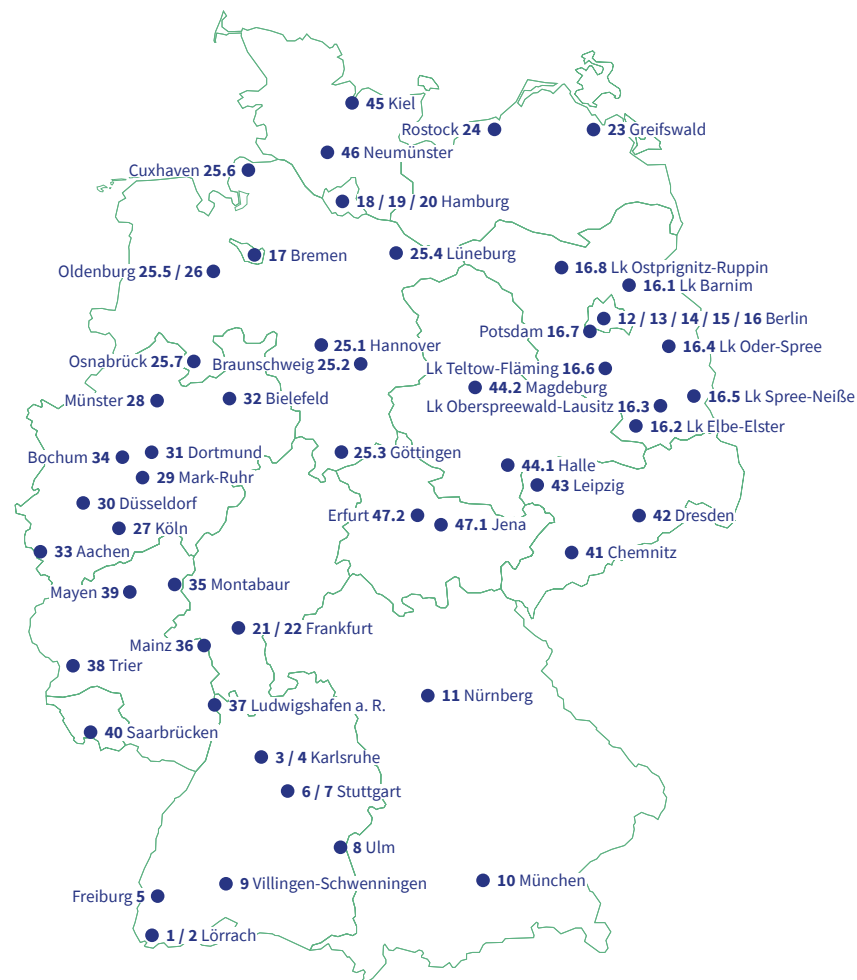 45 Kiel
Rostock 24
23 Greifswald
46 Neumünster
Cuxhaven 25.6
18 / 19 / 20 Hamburg
17 Bremen
25.4 Lüneburg
Oldenburg 25.5 / 26
16.8 Lk Ostprignitz-Ruppin
16.1 Lk Barnim
12 / 13 / 14 / 15 / 16 Berlin
Potsdam 16.7
25.1 Hannover
16.4 Lk Oder-Spree
Osnabrück 25.7
Braunschweig 25.2
Lk Teltow-Fläming 16.6
44.2 Magdeburg
16.5 Lk Spree-Neiße
Münster 28
32 Bielefeld
Lk Oberspreewald-Lausitz 16.3
16.2 Lk Elbe-Elster
31 Dortmund
25.3 Göttingen
Bochum 34
44.1 Halle
29 Mark-Ruhr
43 Leipzig
30 Düsseldorf
Erfurt 47.2
42 Dresden
27 Köln
47.1 Jena
33 Aachen
41 Chemnitz
35 Montabaur
Mayen 39
21 / 22 Frankfurt
Mainz 36
38 Trier
11 Nürnberg
37 Ludwigshafen a. R.
40 Saarbrücken
3 / 4 Karlsruhe
6 / 7 Stuttgart
8 Ulm
10 München
9 Villingen-Schwenningen
Freiburg 5
1 / 2 Lörrach